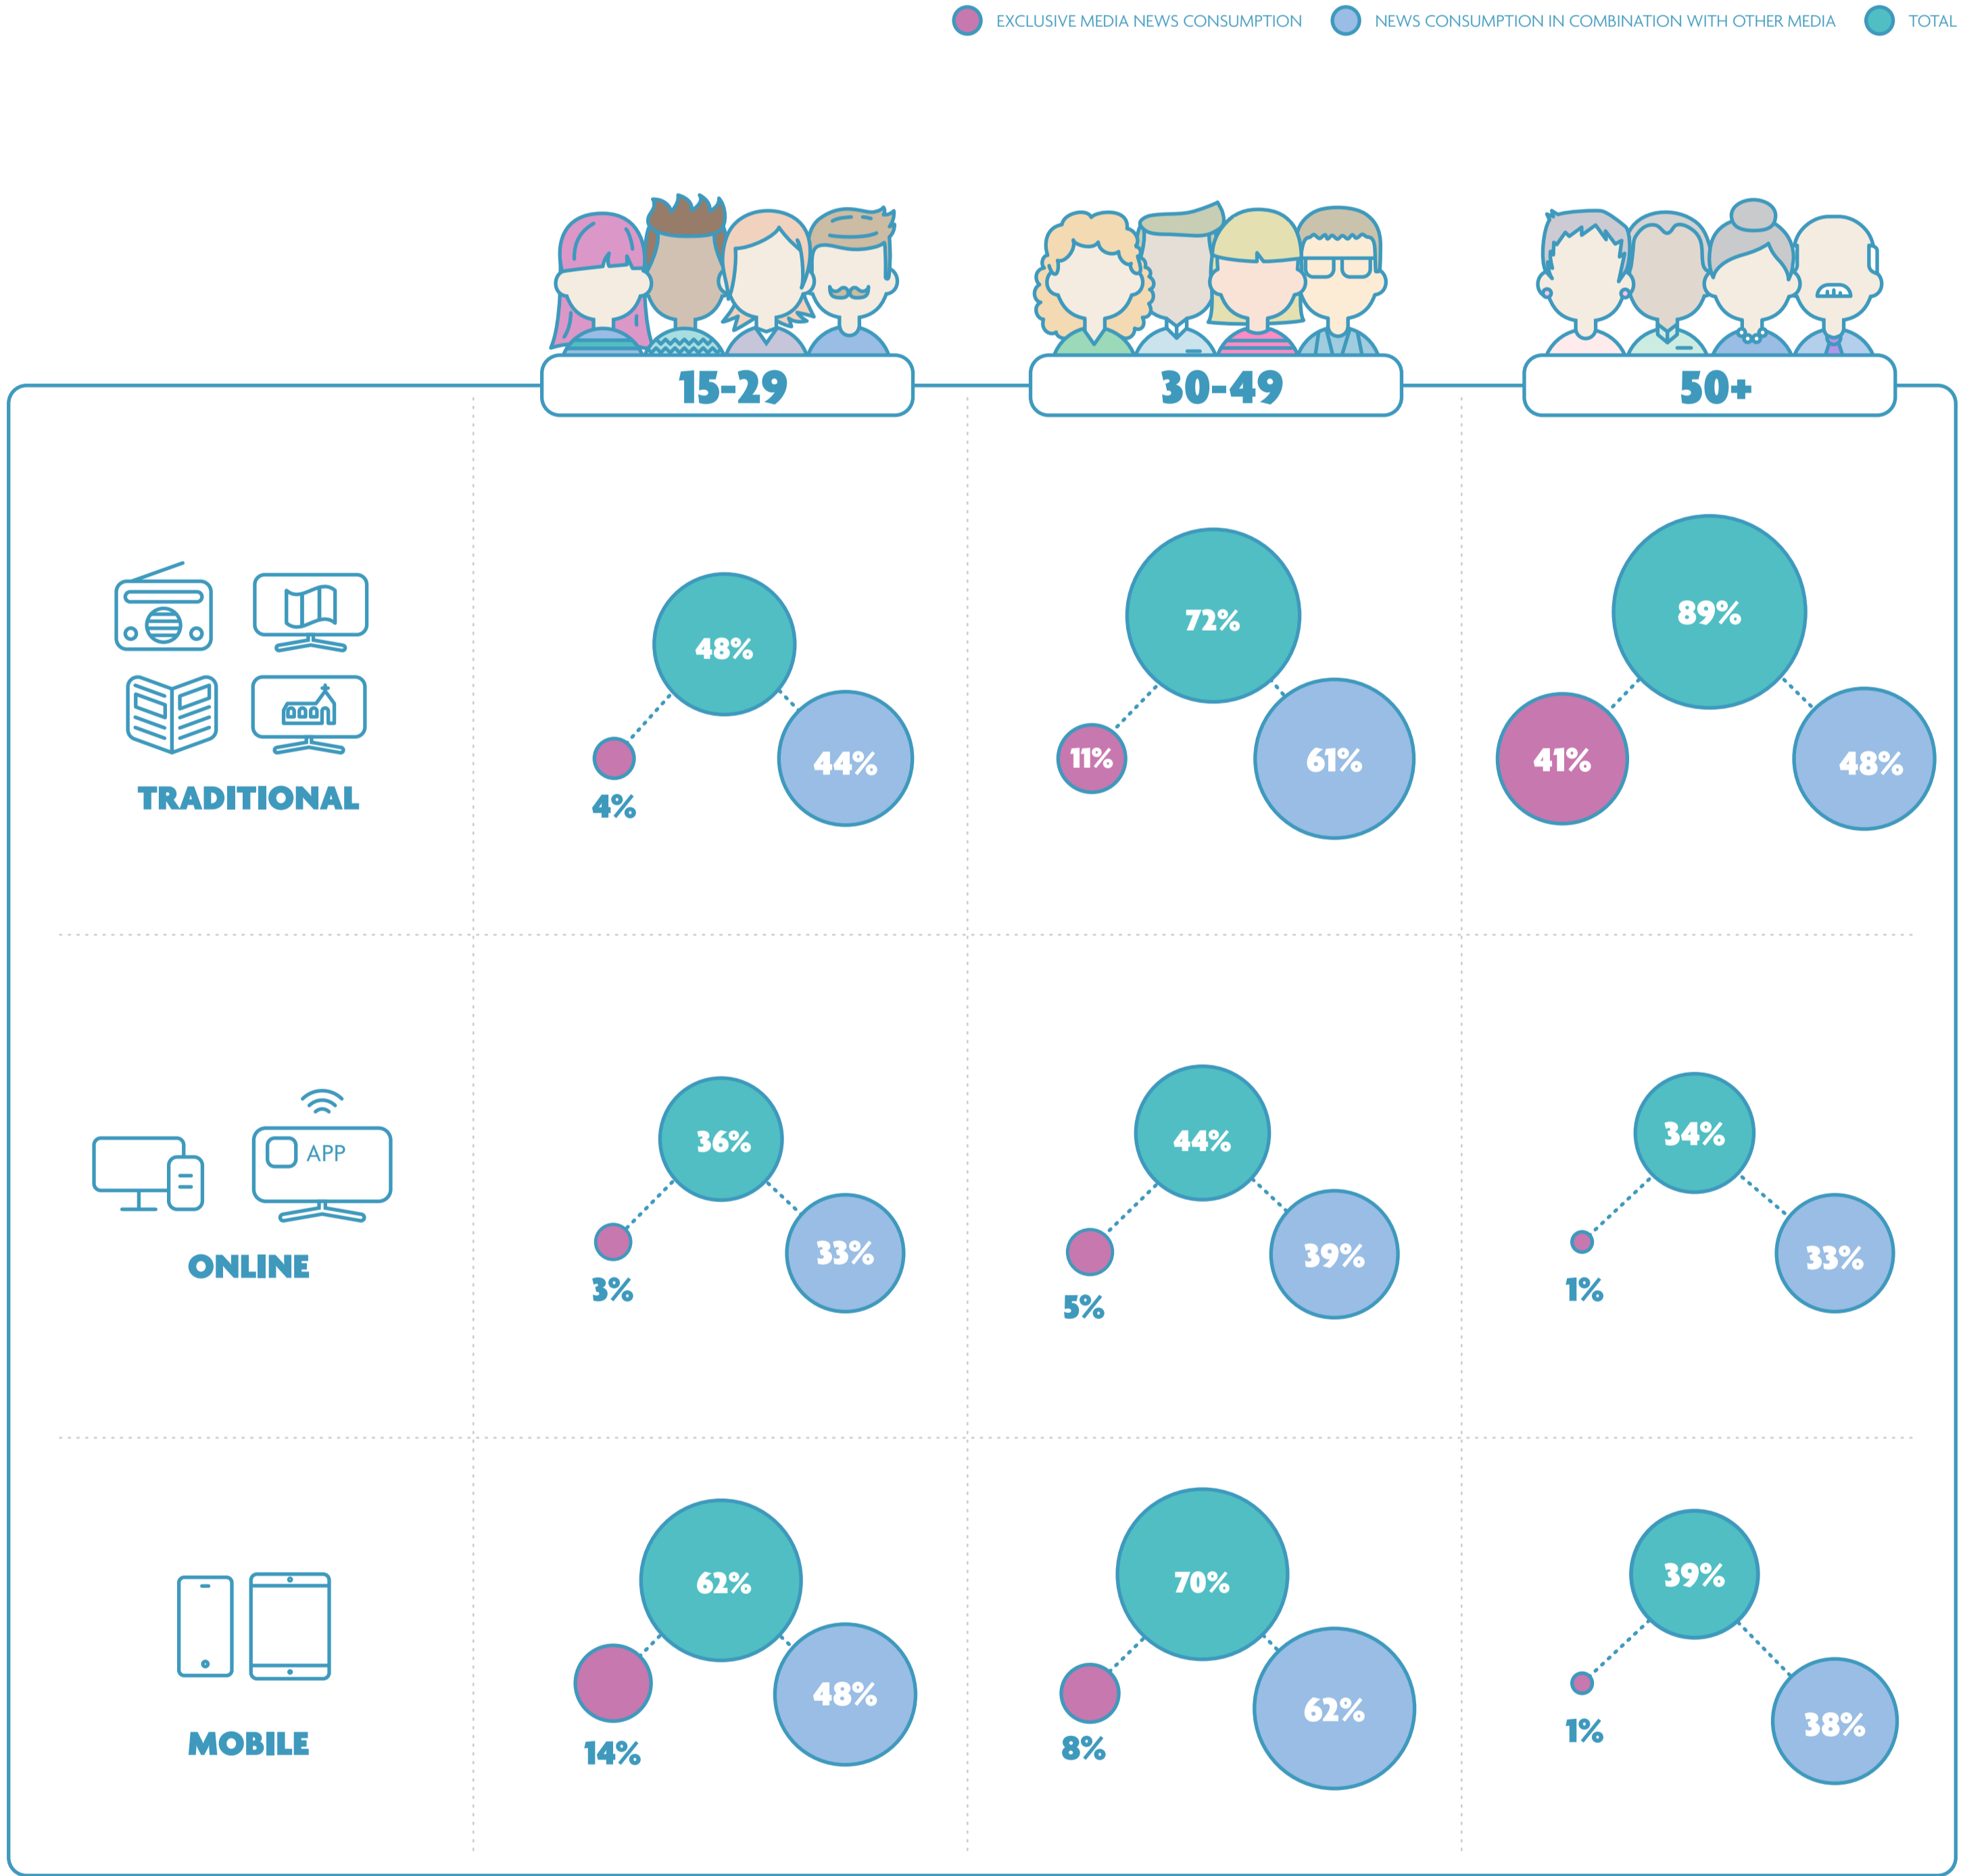 EXCLUSIVE MEDIA NEWS CONSUMPTION NEWS CONSUMPTION IN COMBINATION WITH OTHER MEDIA TOTAL
15-29 30-49 50+
48% 72% 89%
4% 44% 11% 61% 41% 48%
TRADITIONAL
APP
36% 44% 34%
3% 33% 5% 39% 1% 33%
ONLINE
62% 70% 39%
14% 48% 8% 62% 1% 38%
MOBILE